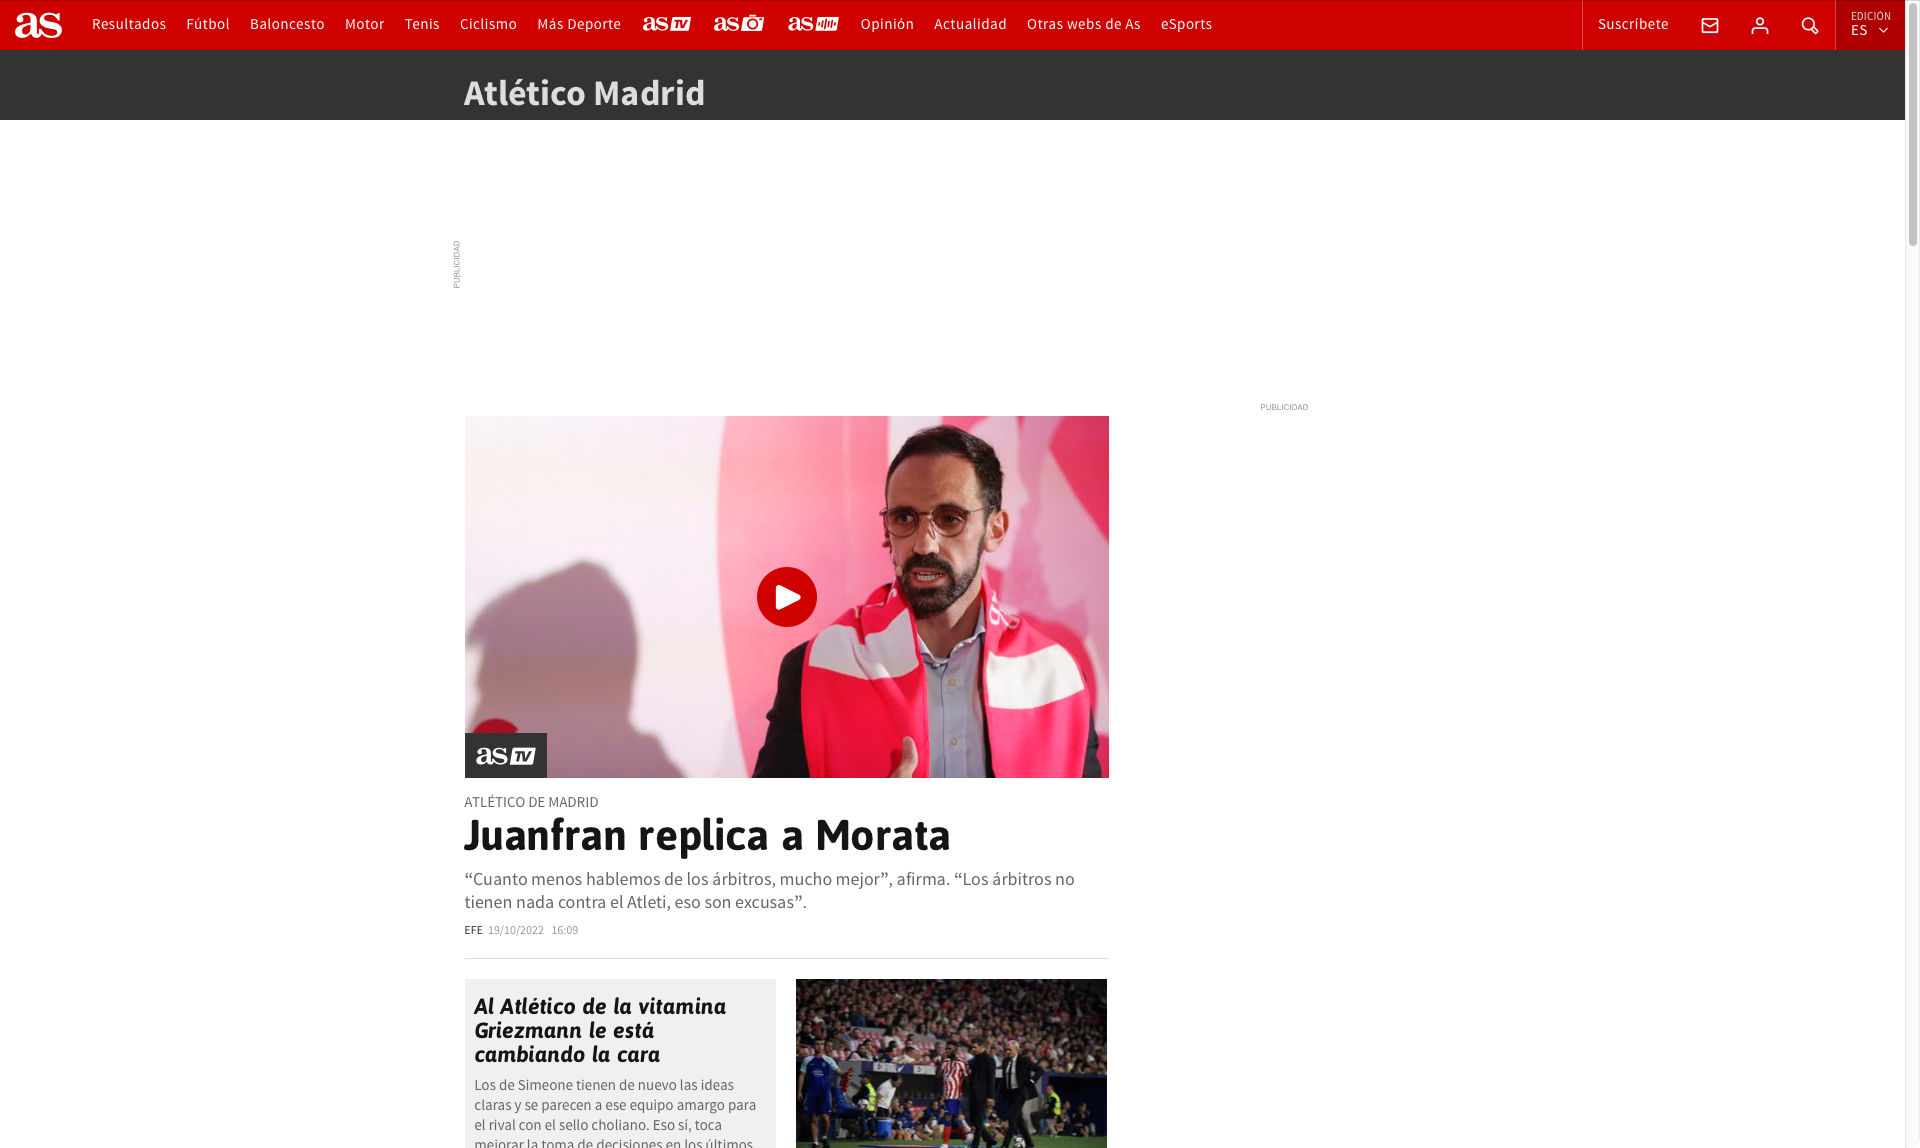 as
Resultados
Fútbol
Baloncesto
Motor
Tenis
Ciclismo
Más Deporte
as TV
as
as
Opinión
Actualidad
Otras webs de As
eSports
Suscríbete
EDICIÓN
ES
Atlético Madrid
PUBLICIDAD
PUBLICIDAD
as TV
ATLÉTICO DE MADRID
Juanfran replica a Morata
“Cuanto menos hablemos de los árbitros, mucho mejor”, afirma. “Los árbitros no
tienen nada contra el Atleti, eso son excusas”.
EFE 19/10/2022 16:09
Al Atlético de la vitamina
Griezmann le está
cambiando la cara
Los de Simeone tienen de nuevo las ideas
claras y se parecen a ese equipo amargo para
el rival con el sello choliano. Eso sí, toca
mejorar la toma de decisiones en los últimos